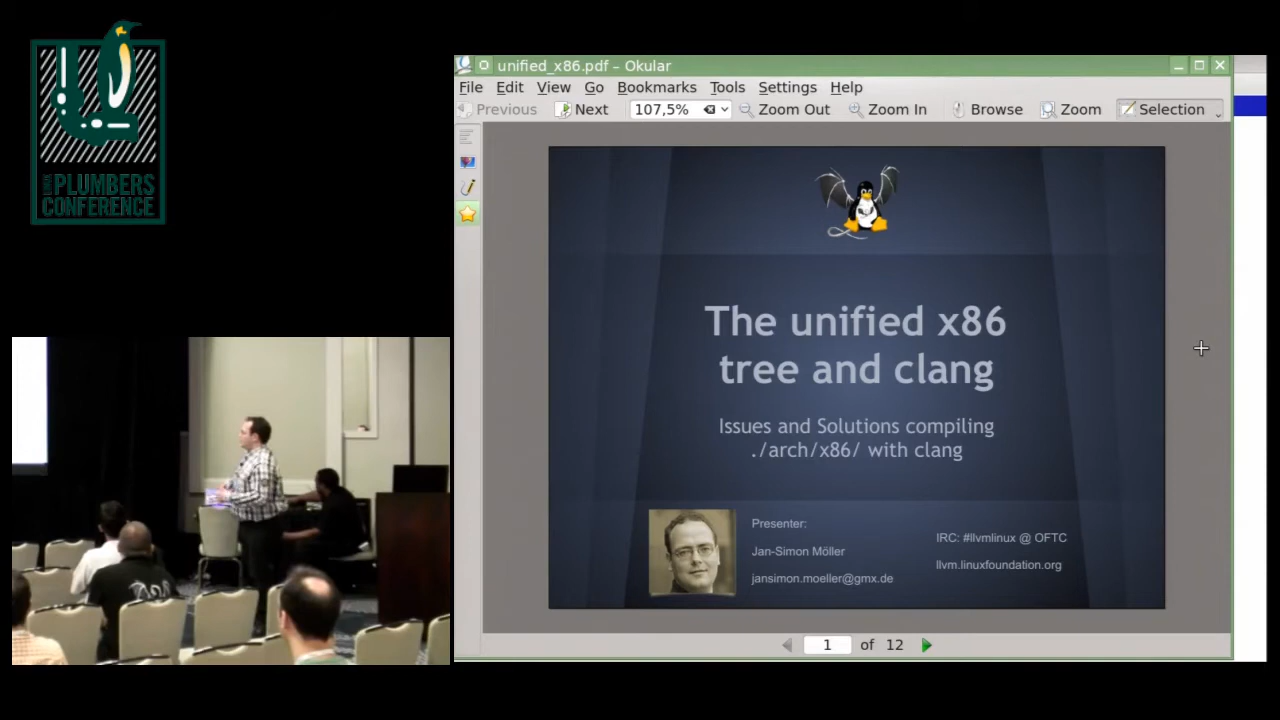 LINUX
PLUMBERS
CONFERENCE
unified_x86.pdf – Okular
File Edit View Go Bookmarks Tools Settings Help
Previous Next 107,5% Zoom Out Zoom In Browse Zoom Selection
The unified x86
tree and clang
Issues and Solutions compiling
./arch/x86/ with clang
Presenter:
Jan-Simon Möller
jansimon.moeller@gmx.de
IRC: #llvmlinux @ OFTC
llvm.linuxfoundation.org
1 of 12